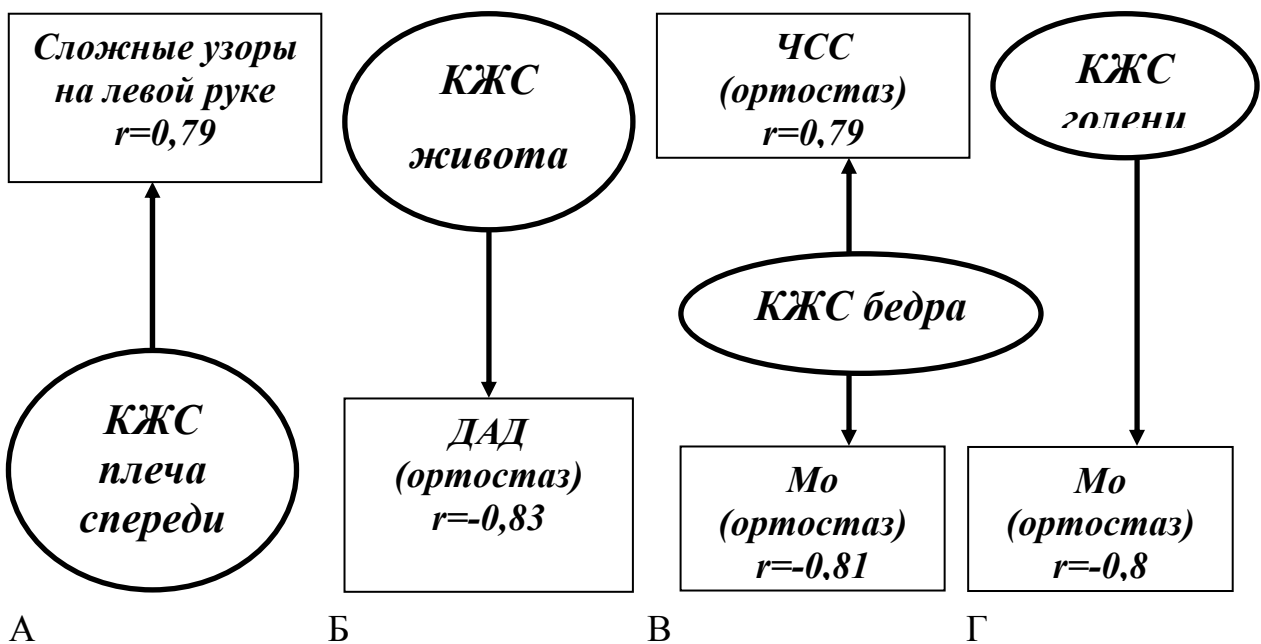 Сложные узоры
на левой руке
r=0,79
КЖС
плеча
спереди
КЖС
живота
ДАД
(ортостаз)
r=-0,83
ЧСС
(ортостаз)
r=0,79
КЖС бедра
Мо
(ортостаз)
r=-0,81
КЖС
голени
Мо
(ортостаз)
r=-0,8
А Б В Г